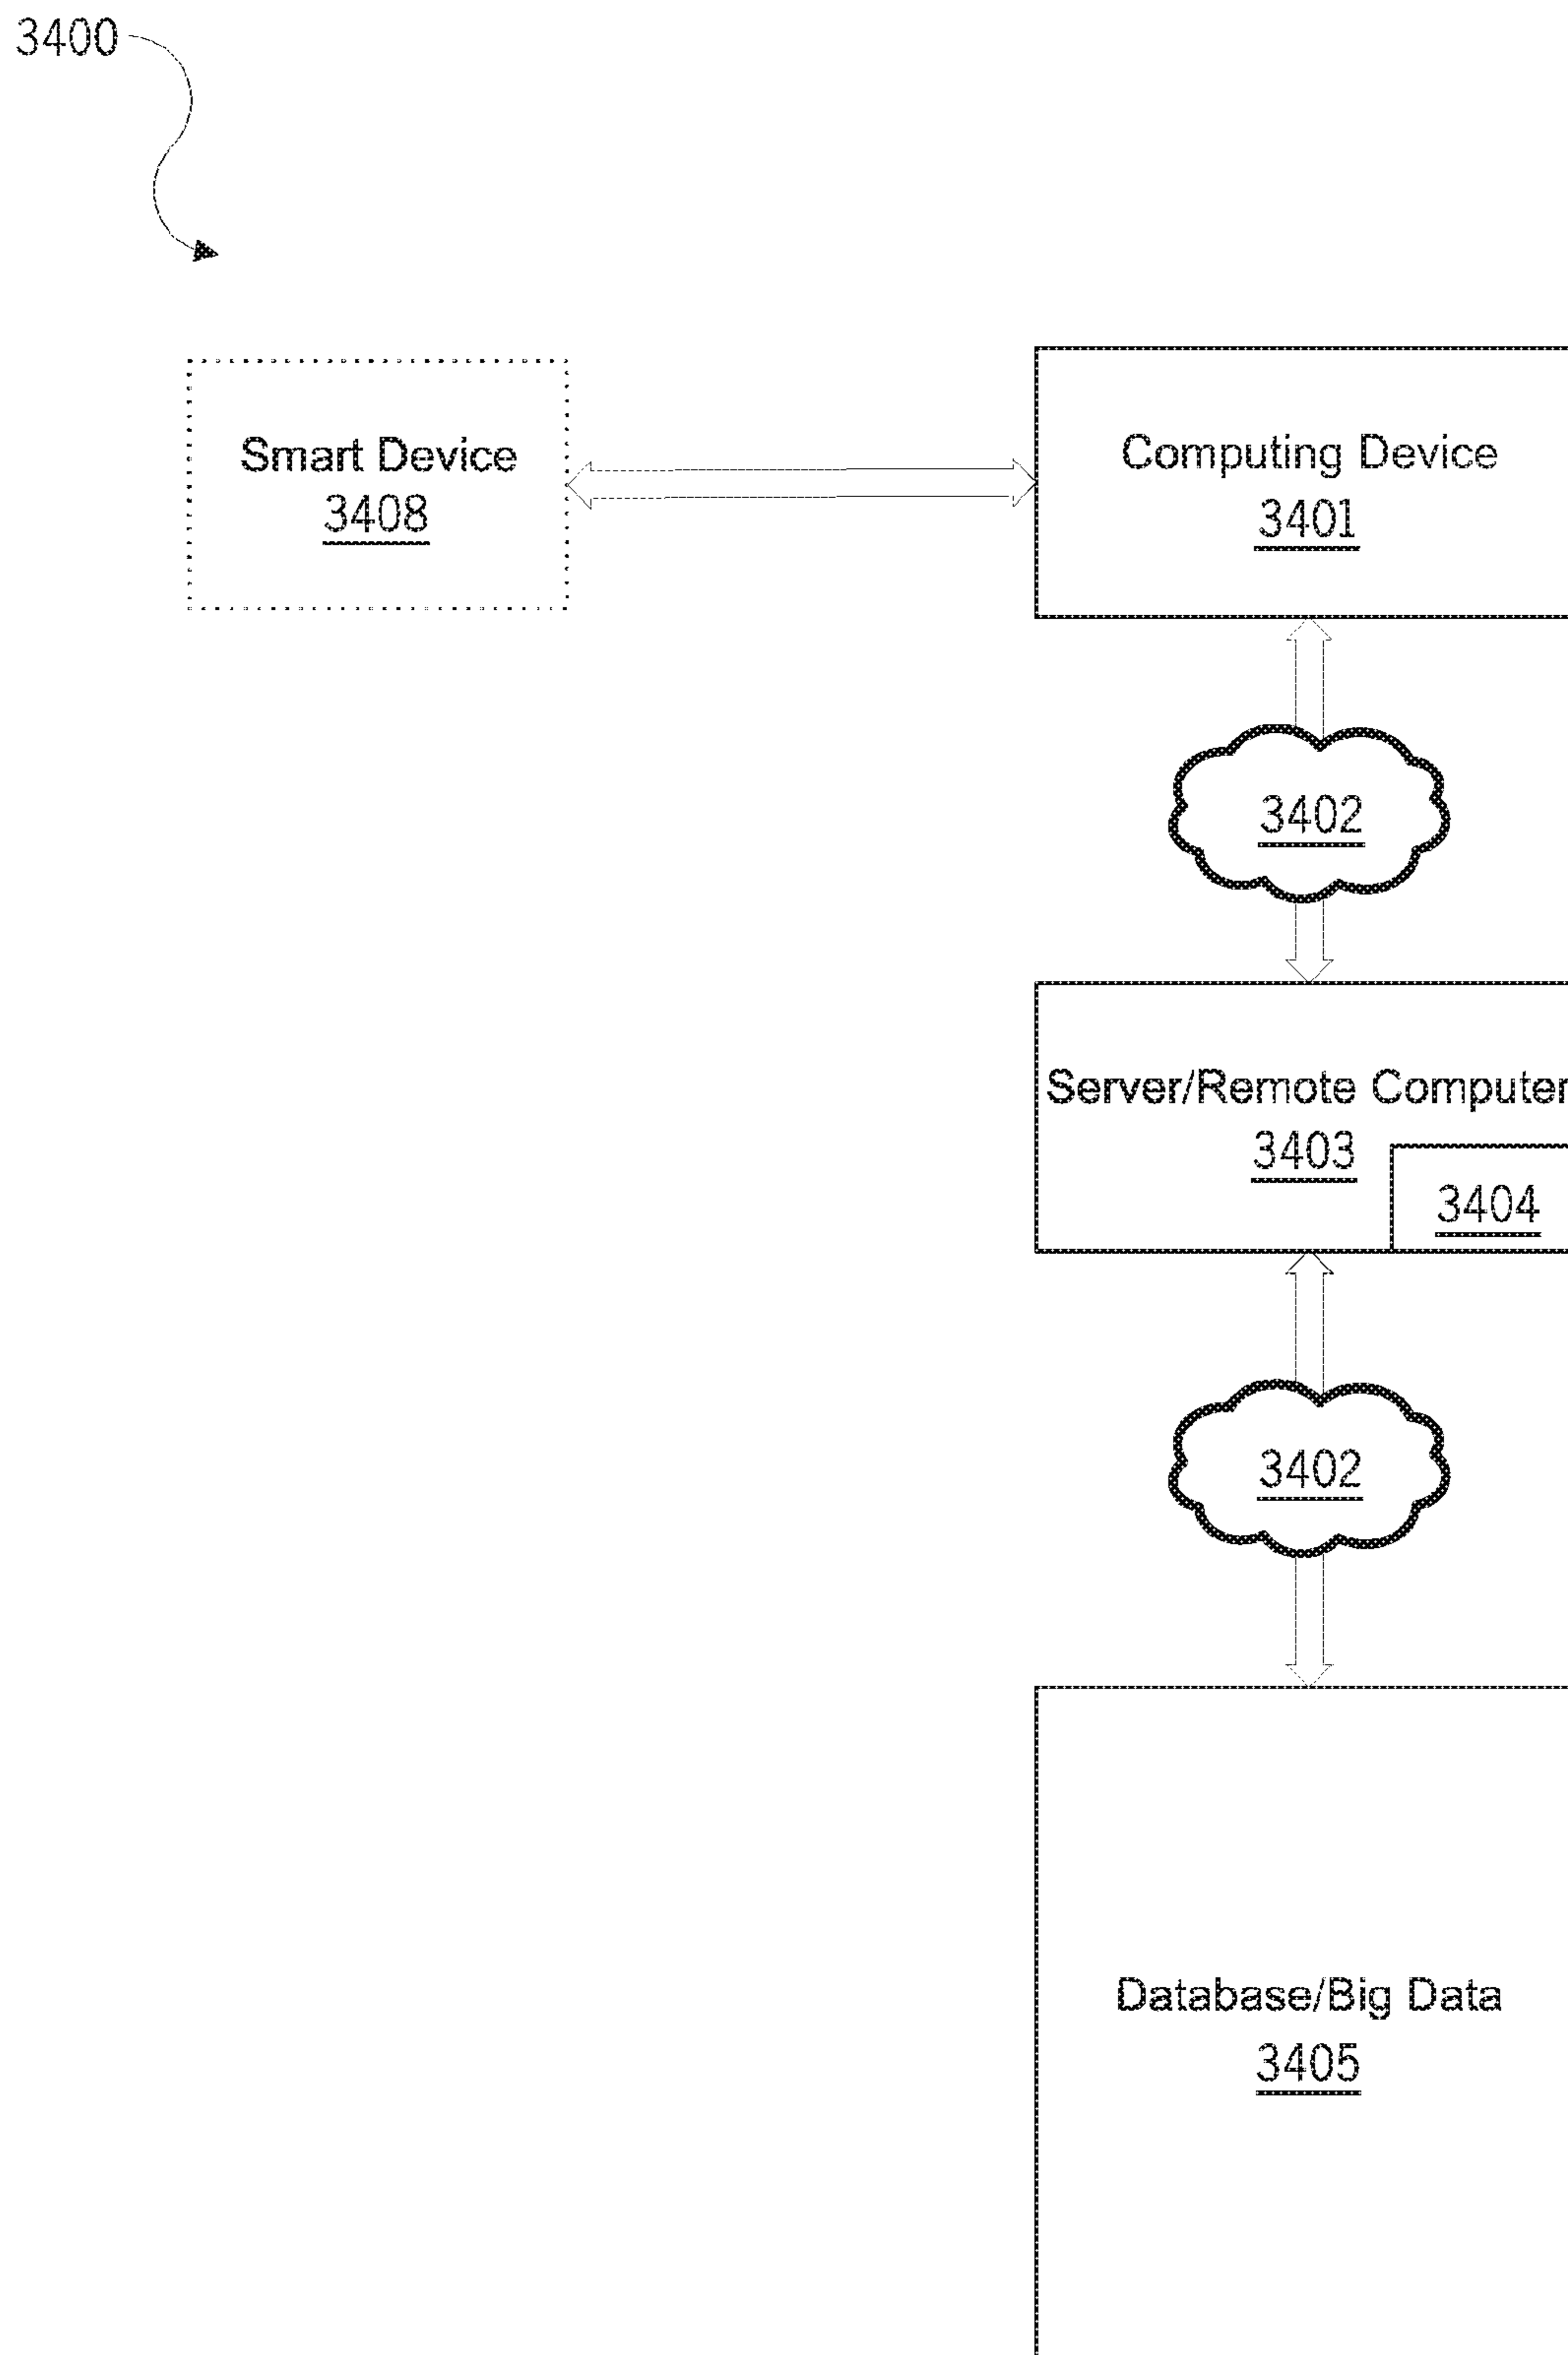 3400
Smart Device
3408
Computing Device
3401
3402
Server/Remote Computer
3403
3404
3402
Database/Big Data
3405